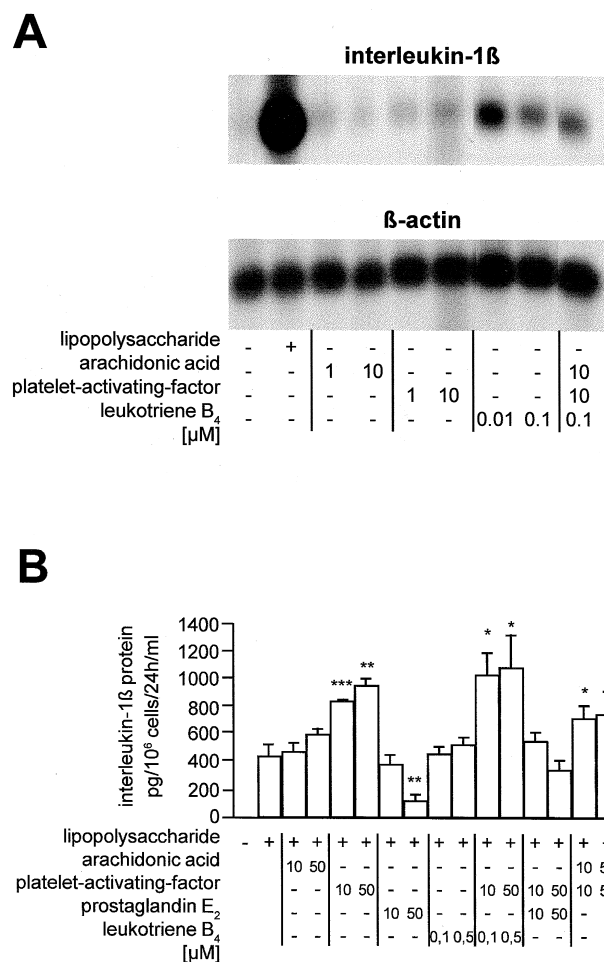 A
interleukin-1ß
ß-actin
lipopolysaccharide - + - - - - - - -
arachidonic acid - - 1 10 - - - - 10
platelet-activating-factor - - - - 1 10 - - 10
leukotriene B4 - - - - - - 0.01 0.1 0.1
[µM]
B
interleukin-1ß protein
pg/10⁶ cells/24h/ml
1400
1200
1000
800
600
400
200
0
*** ** ** * * *
lipopolysaccharide - + + + + + + + + + + + + + +
arachidonic acid - 10 50 - - - - - - - - - - 10
platelet-activating-factor - - - 10 50 - - - - 10 50 10 50 10
prostaglandin E2 - - - - - 10 50 - - - - 10 50 -
leukotriene B4 - - - - - - - 0,1 0,5 0,1 0,5 - - -
[µM]